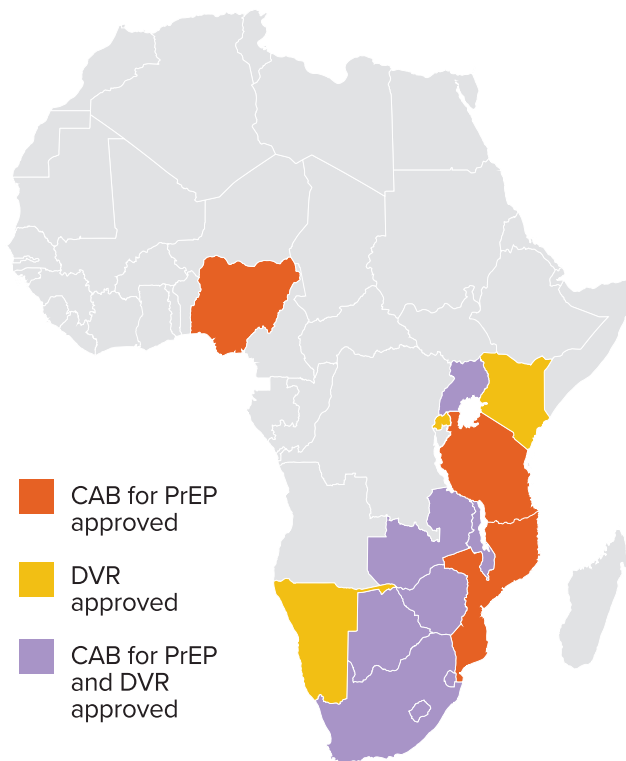 CAB for PrEP
approved
DVR
approved
CAB for PrEP
and DVR
approved